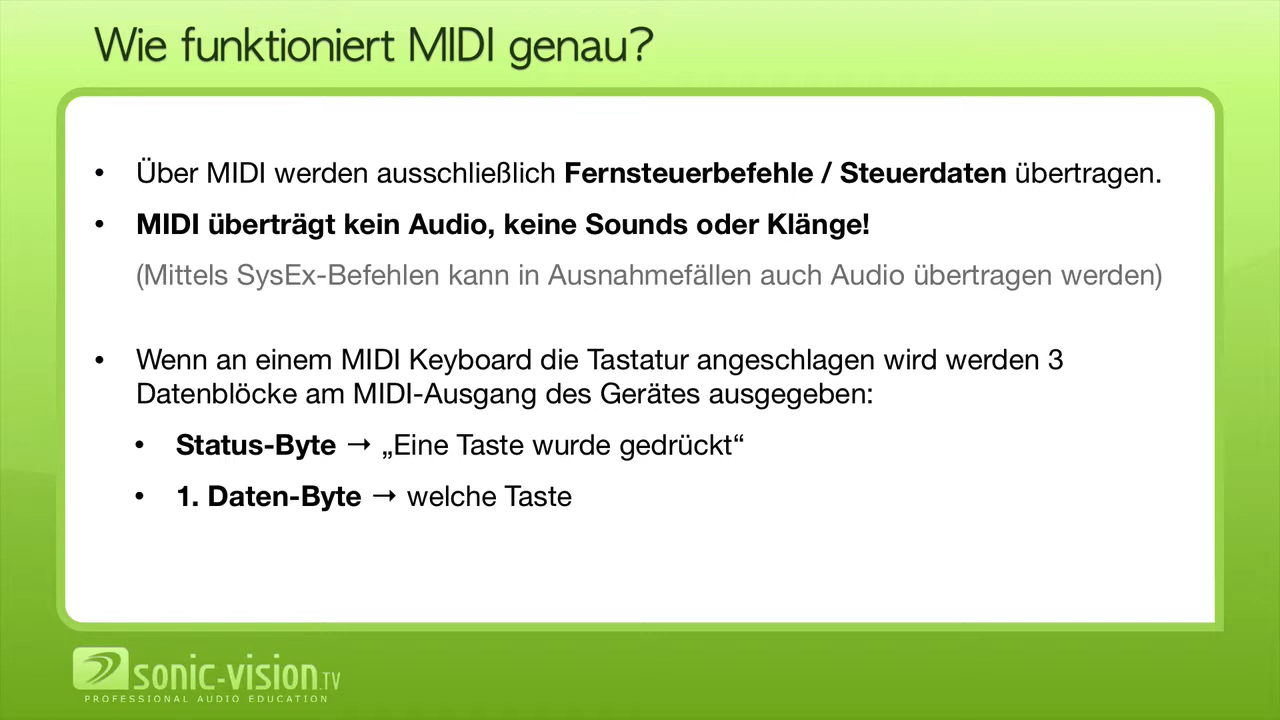 Wie funktioniert MIDI genau?
• Über MIDI werden ausschließlich Fernsteuerbefehle / Steuerdaten übertragen.
• MIDI überträgt kein Audio, keine Sounds oder Klänge!
(Mittels SysEx-Befehlen kann in Ausnahmefällen auch Audio übertragen werden)
• Wenn an einem MIDI Keyboard die Tastatur angeschlagen wird werden 3
Datenblöcke am MIDI-Ausgang des Gerätes ausgegeben:
• Status-Byte → „Eine Taste wurde gedrückt“
• 1. Daten-Byte → welche Taste
sonic-vision.TV
PROFESSIONAL AUDIO EDUCATION